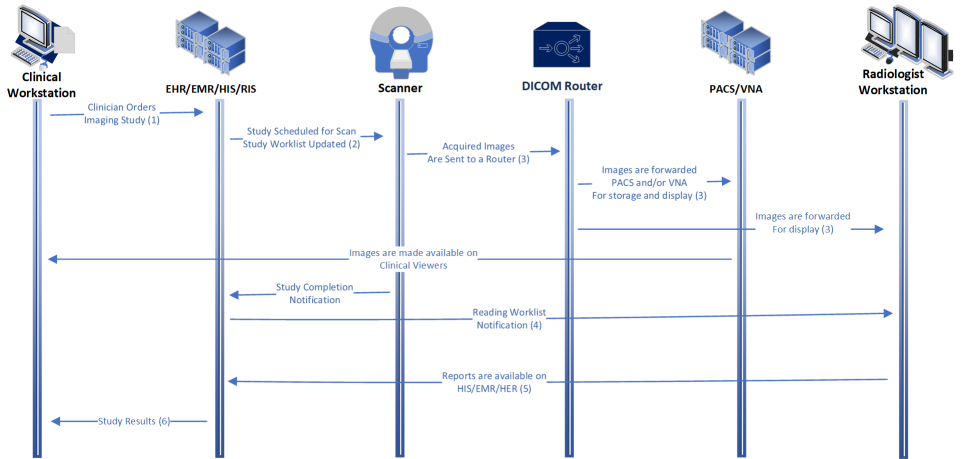 Clinical
Workstation
EHR/EMR/HIS/RIS
Scanner
DICOM Router
PACS/VNA
Radiologist
Workstation
Clinician Orders
Imaging Study (1)
Study Scheduled for Scan
Study Worklist Updated (2)
Acquired Images
Are Sent to a Router (3)
Images are forwarded
PACS and/or VNA
For storage and display (3)
Images are forwarded
For display (3)
Images are made available on
Clinical Viewers
Study Completion
Notification
Reading Worklist
Notification (4)
Reports are available on
HIS/EMR/HER (5)
Study Results (6)